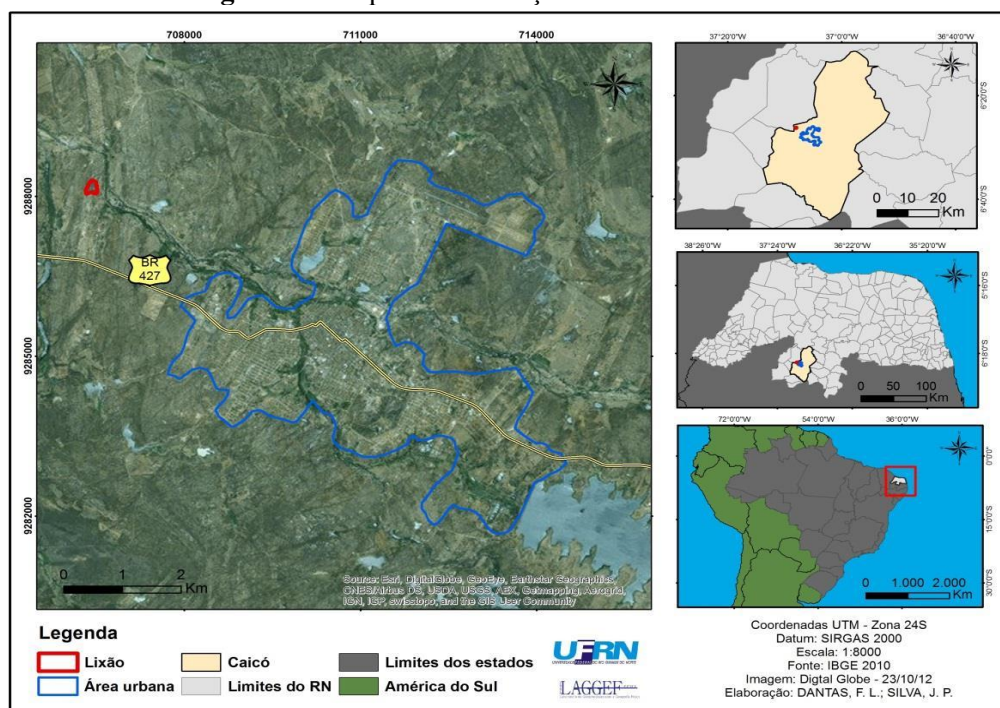 708000 711000 714000
9288000
9285000
9282000
BR
427
0 1 2
Km
Source: Esri, DigitalGlobe, GeoEye, Earthstar Geographics,
CNES/Airbus DS, USDA, USGS, AEX, Getmapping, Aerogrid,
IGN, IGP, swisstopo, and the GIS User Community
37°20'0"W 37°0'0"W 36°40'0"W
6°20'0"S
6°40'0"S
0 10 20
Km
38°26'0"W 37°24'0"W 36°22'0"W 35°20'0"W
5°16'0"S
6°18'0"S
0 50 100
Km
72°0'0"W 54°0'0"W 36°0'0"W
0°0'0"
15°0'0"S
30°0'0"S
0 1.000 2.000
Km
Legenda
Lixão
Área urbana
Caicó
Limites do RN
Limites dos estados
América do Sul
UFRN
LAGGEF
Coordenadas UTM - Zona 24S
Datum: SIRGAS 2000
Escala: 1:8000
Fonte: IBGE 2010
Imagem: Digtal Globe - 23/10/12
Elaboração: DANTAS, F. L.; SILVA, J. P.